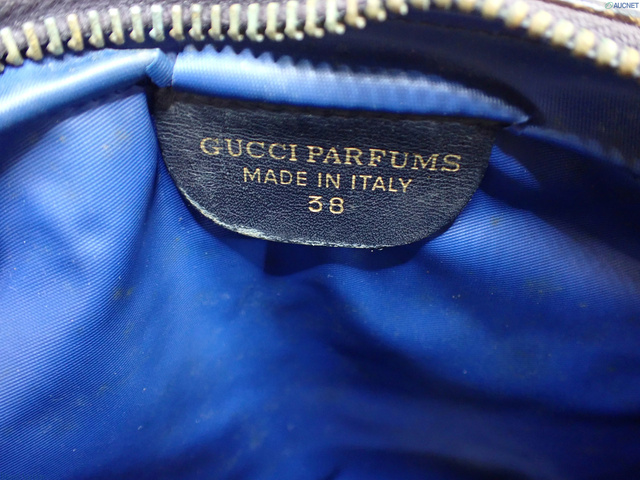 AUCNET
GUCCI PARFUMS
MADE IN ITALY
38